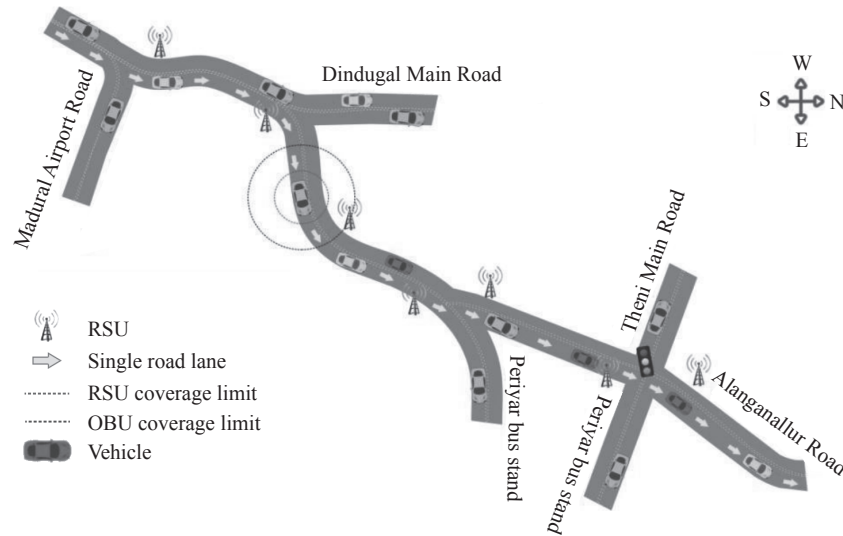 Dindugal Main Road
W
S
N
E
Madural Airport Road
Theni Main Road
RSU
Single road lane
RSU coverage limit
OBU coverage limit
Vehicle
Periyar bus stand
Periyar bus stand
Alanganallur Road